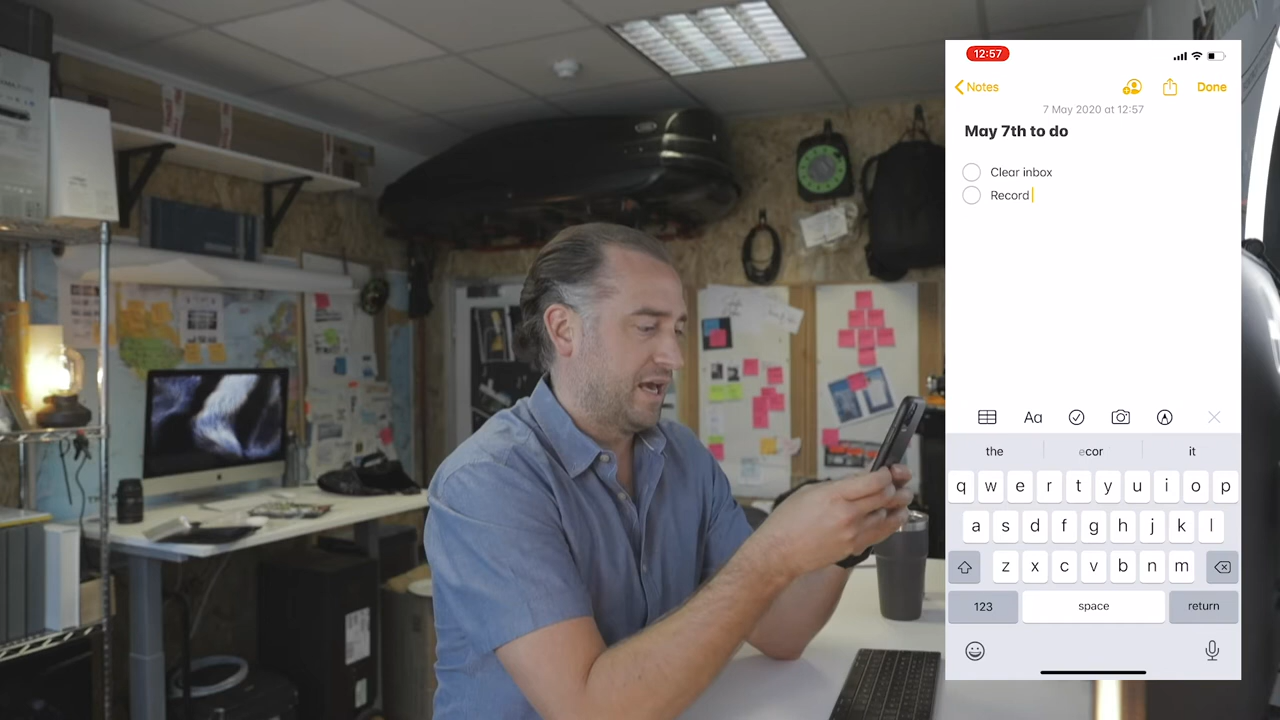 12:57
Notes
Done
7 May 2020 at 12:57
May 7th to do
Clear inbox
Record
Aa
the
ecor
it
q w e r t y u i o p
a s d f g h j k l
z x c v b n m
123
space
return